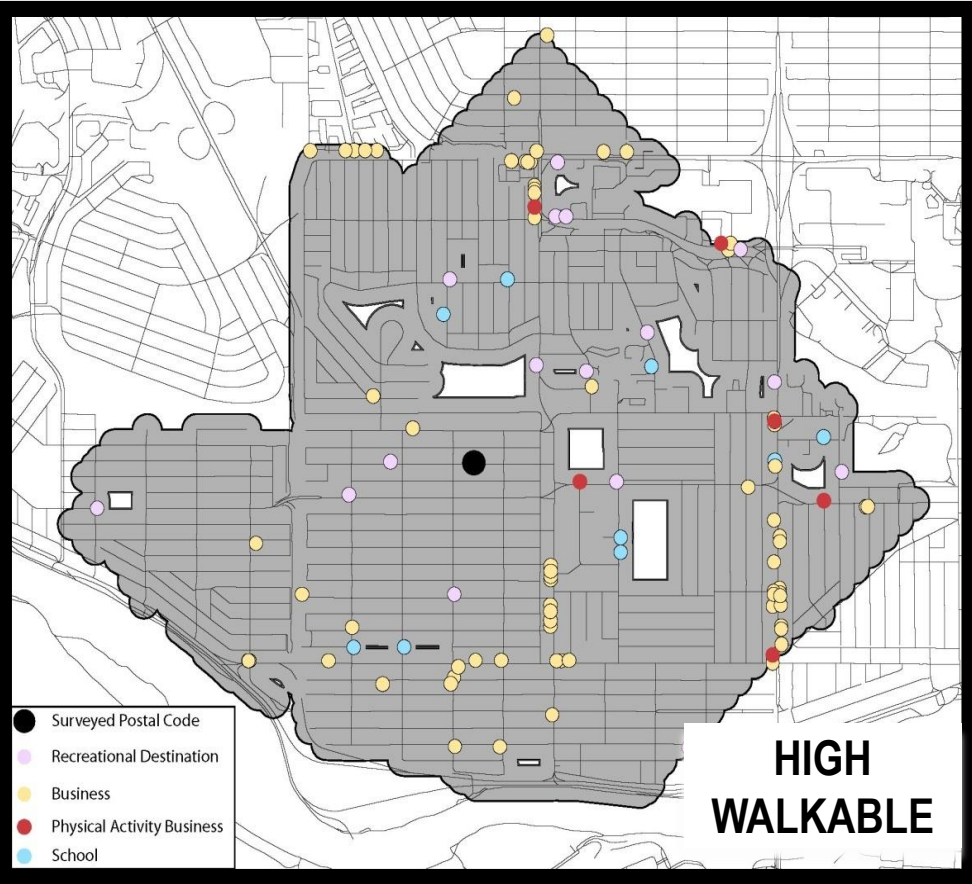 Surveyed Postal Code
Recreational Destination
Business
Physical Activity Business
School
HIGH
WALKABLE